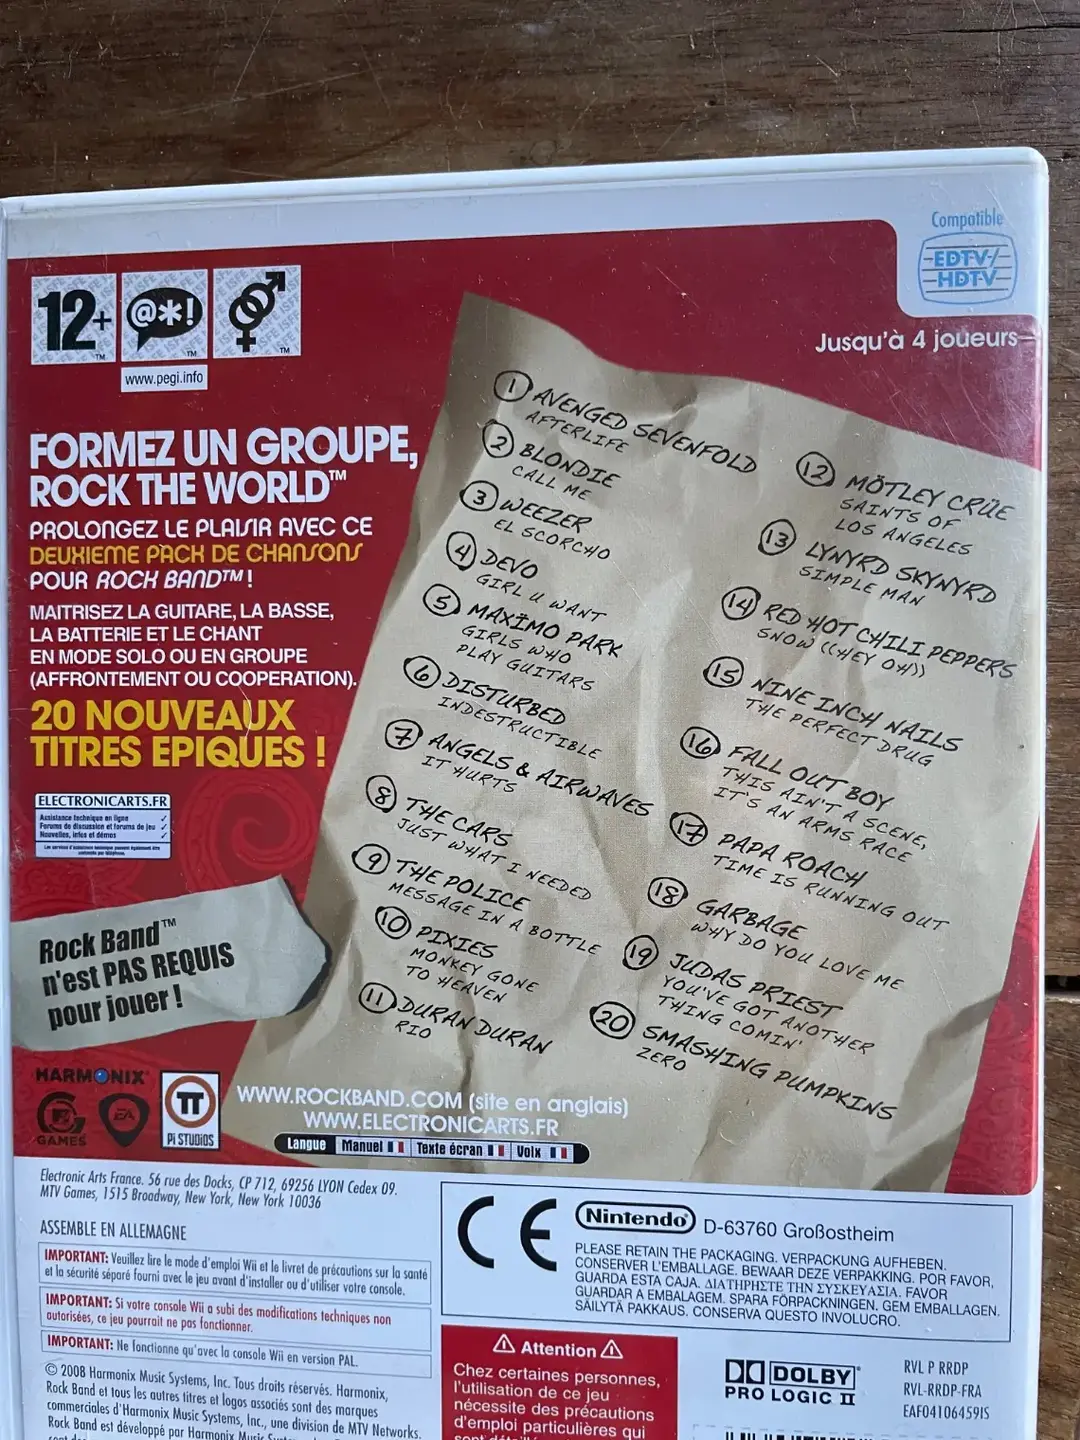 Compatible
EDTV/
HDTV
Jusqu'à 4 joueurs
12+
@*!
www.pegi.info
FORMEZ UN GROUPE,
ROCK THE WORLD™
PROLONGEZ LE PLAISIR AVEC CE
DEUXIEME PACK DE CHANSONS
POUR ROCK BAND™ !
MAITRISEZ LA GUITARE, LA BASSE,
LA BATTERIE ET LE CHANT
EN MODE SOLO OU EN GROUPE
(AFFRONTEMENT OU COOPERATION).
20 NOUVEAUX
TITRES EPIQUES !
ELECTRONICARTS.FR
Assistance technique en ligne ✓
Forums de discussion et forums de jeu ✓
Nouvelles, infos et démos ✓
Rock Band™
n'est PAS REQUIS
pour jouer !
1 AVENGED SEVENFOLD
AFTERLIFE
2 BLONDIE
CALL ME
3 WEEZER
EL SCORCHO
4 DEVO
GIRL U WANT
5 MAXÏMO PARK
GIRLS WHO
PLAY GUITARS
6 DISTURBED
INDESTRUCTIBLE
7 ANGELS & AIRWAVES
IT HURTS
8 THE CARS
JUST WHAT I NEEDED
9 THE POLICE
MESSAGE IN A BOTTLE
10 PIXIES
MONKEY GONE
TO HEAVEN
11 DURAN DURAN
RIO
12 MÖTLEY CRÜE
SAINTS OF
LOS ANGELES
13 LYNYRD SKYNYRD
SIMPLE MAN
14 RED HOT CHILI PEPPERS
SNOW ((HEY OH))
15 NINE INCH NAILS
THE PERFECT DRUG
16 FALL OUT BOY
THIS AIN'T A SCENE,
IT'S AN ARMS RACE
17 PAPA ROACH
TIME IS RUNNING OUT
18 GARBAGE
WHY DO YOU LOVE ME
19 JUDAS PRIEST
YOU'VE GOT ANOTHER
THING COMIN'
20 SMASHING PUMPKINS
ZERO
HARMONIX
GAMES
EA
Pi STUDIOS
WWW.ROCKBAND.COM (site en anglais)
WWW.ELECTRONICARTS.FR
Langue Manuel Texte écran Voix
Electronic Arts France. 56 rue des Docks, CP 712, 69256 LYON Cedex 09.
MTV Games, 1515 Broadway, New York, New York 10036
ASSEMBLE EN ALLEMAGNE
IMPORTANT: Veuillez lire le mode d'emploi Wii et le livret de précautions sur la santé
et la sécurité séparé fourni avec le jeu avant d'installer ou d'utiliser votre console.
IMPORTANT: Si votre console Wii a subi des modifications techniques non
autorisées, ce jeu pourrait ne pas fonctionner.
IMPORTANT: Ne fonctionne qu'avec la console Wii en version PAL.
© 2008 Harmonix Music Systems, Inc. Tous droits réservés. Harmonix,
Rock Band et tous les autres titres et logos associés sont des marques
commerciales d'Harmonix Music Systems, Inc., une division de MTV Networks.
Rock Band est développé par Harmonix Music
CE
Nintendo D-63760 Großostheim
PLEASE RETAIN THE PACKAGING. VERPACKUNG AUFHEBEN.
CONSERVER L'EMBALLAGE. BEWAAR DEZE VERPAKKING. POR FAVOR,
GUARDA ESTA CAJA. ΔΙΑΤΗΡΗΣΤΕ ΤΗΝ ΣΥΣΚΕΥΑΣΙΑ. FAVOR
GUARDAR A EMBALAGEM. SPARA FÖRPACKNINGEN. GEM EMBALLAGEN.
SÄILYTÄ PAKKAUS. CONSERVA QUESTO INVOLUCRO.
Attention
Chez certaines personnes,
l'utilisation de ce jeu
nécessite des précautions
d'emploi particulières qui
DOLBY
PRO LOGIC II
RVL P RRDP
RVL-RRDP-FRA
EAF04106459IS